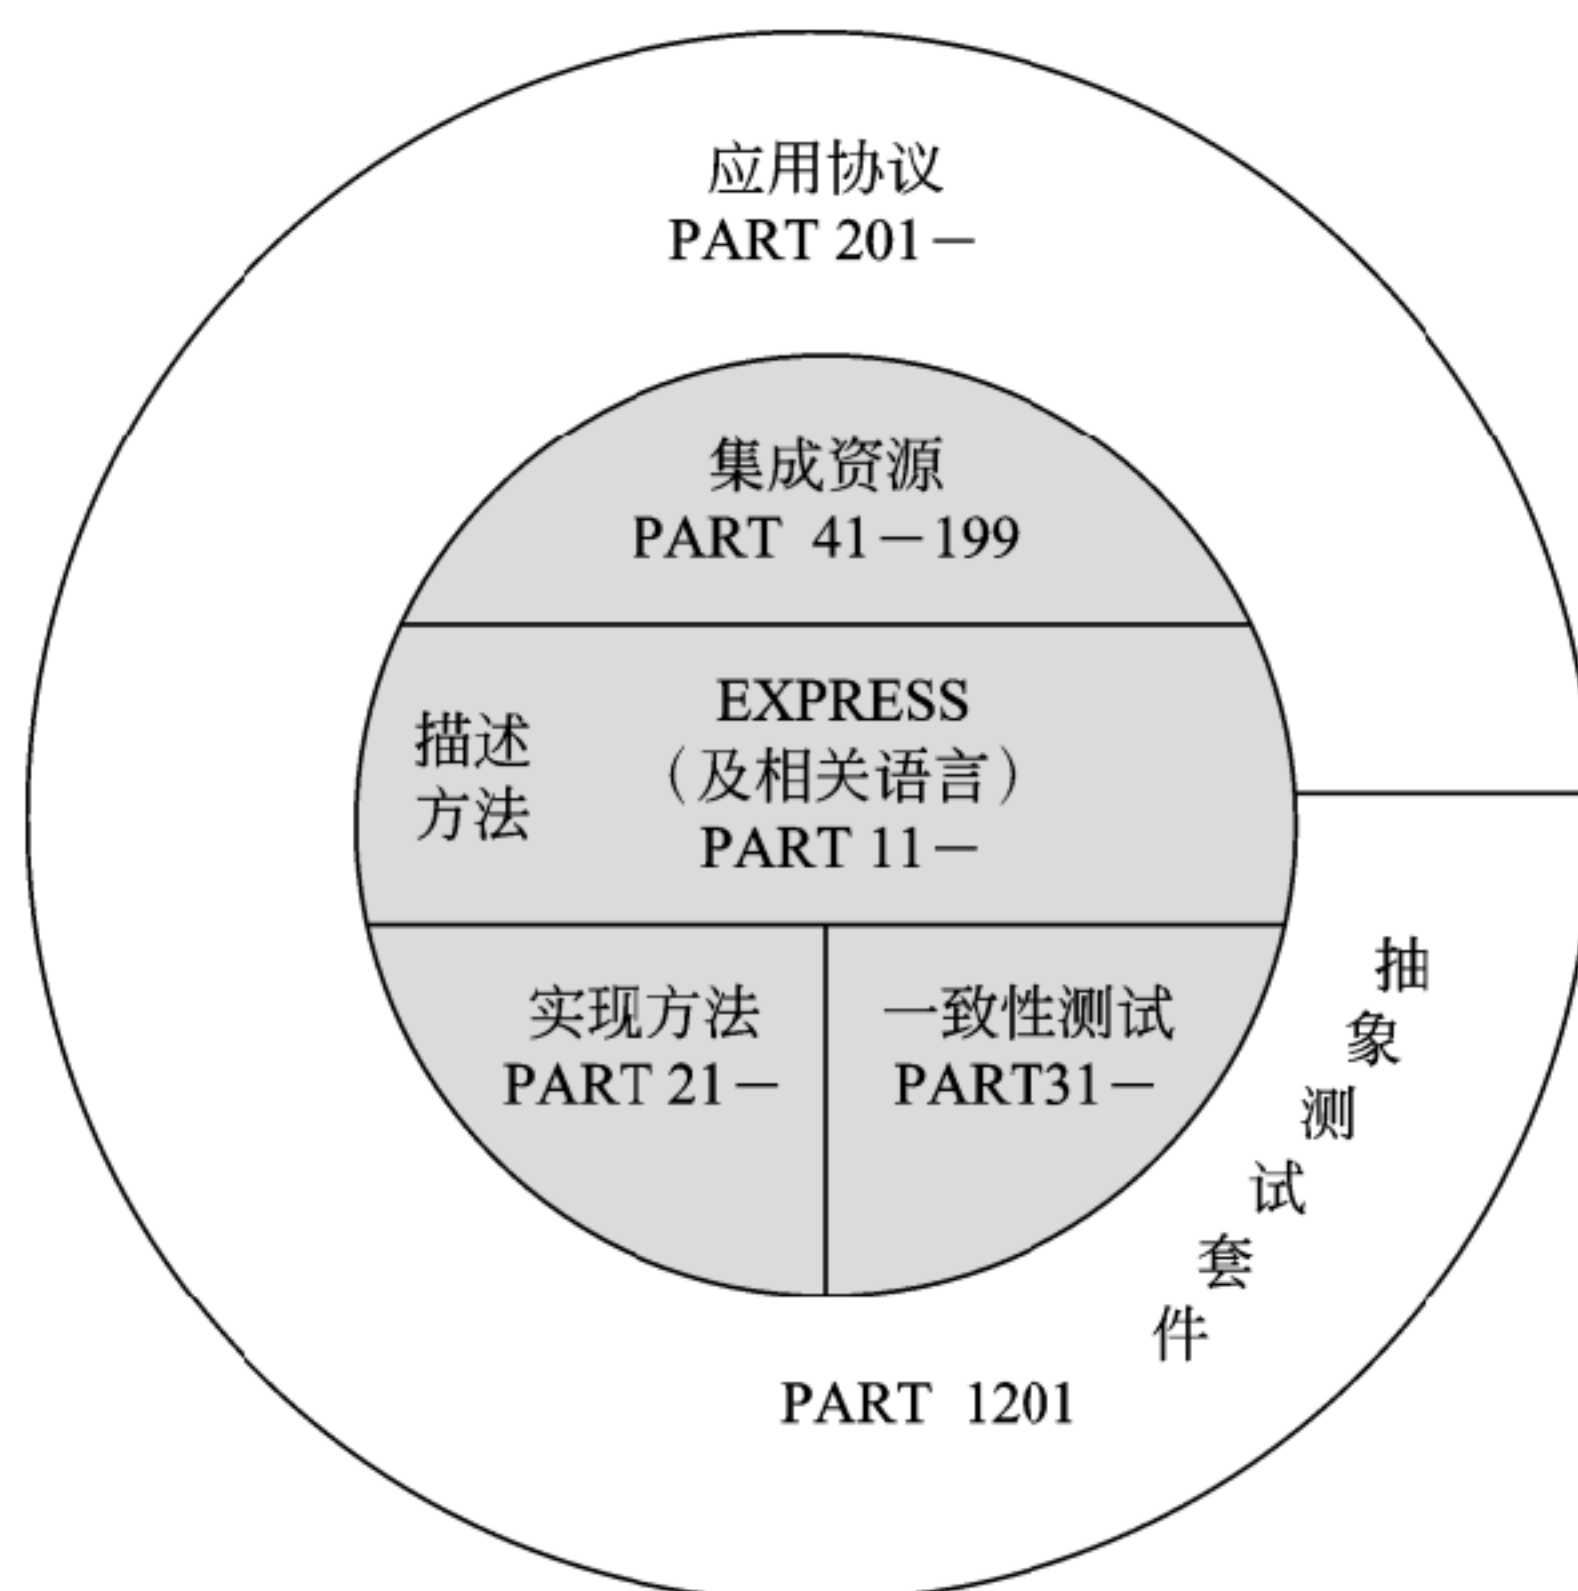 应用协议
PART 201－
集成资源
PART 41－199
描述
方法
EXPRESS
（及相关语言）
PART 11－
实现方法
PART 21－
一致性测试
PART31－
抽象测试套件
PART 1201